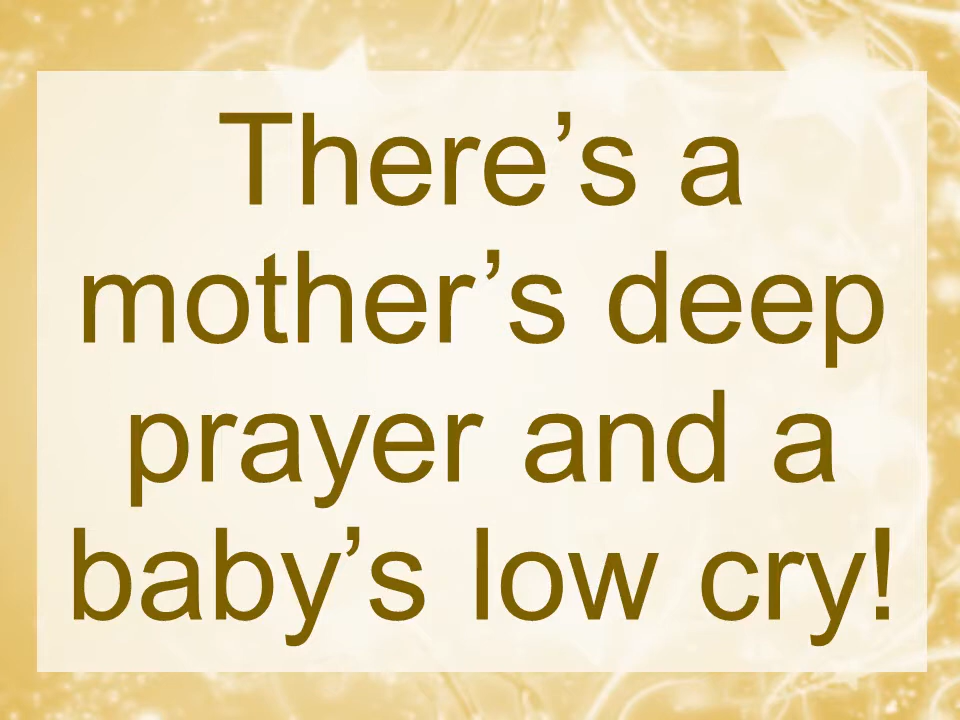 There’s a
mother’s deep
prayer and a
baby’s low cry!